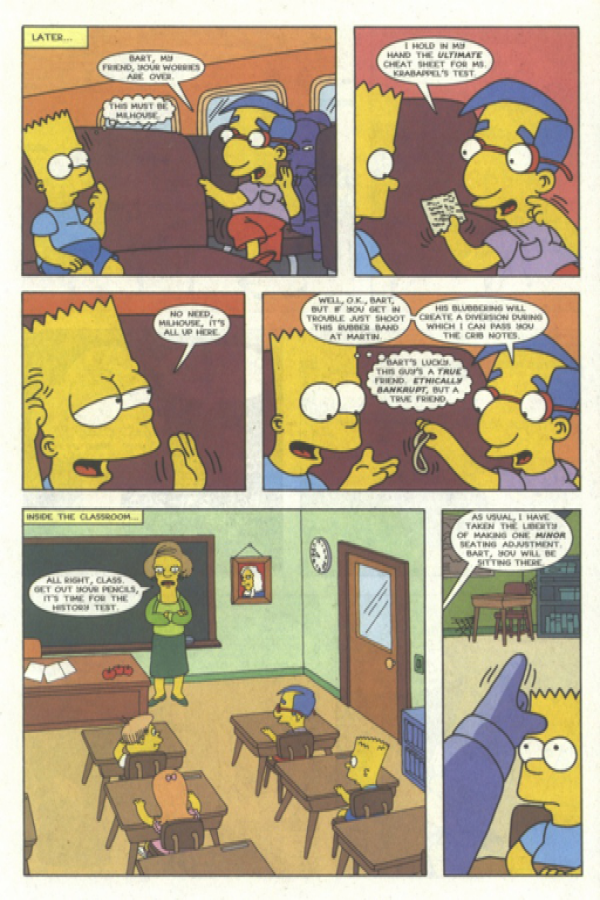 LATER...
BART, MY
FRIEND, YOUR WORRIES
ARE OVER.
THIS MUST BE
MILHOUSE.
I HOLD IN MY
HAND THE ULTIMATE
CHEAT SHEET FOR MS.
KRABAPPEL'S TEST.
NO NEED,
MILHOUSE, IT'S
ALL UP HERE.
WELL, O.K., BART,
BUT IF YOU GET IN
TROUBLE JUST SHOOT
THIS RUBBER BAND
AT MARTIN.
HIS BLUBBERING WILL
CREATE A DIVERSION DURING
WHICH I CAN PASS YOU
THE CRIB NOTES.
BART'S LUCKY.
THIS GUY'S A TRUE
FRIEND. ETHICALLY
BANKRUPT, BUT A
TRUE FRIEND.
INSIDE THE CLASSROOM...
ALL RIGHT, CLASS.
GET OUT YOUR PENCILS,
IT'S TIME FOR THE
HISTORY TEST.
AS USUAL, I HAVE
TAKEN THE LIBERTY
OF MAKING ONE MINOR
SEATING ADJUSTMENT.
BART, YOU WILL BE
SITTING THERE.